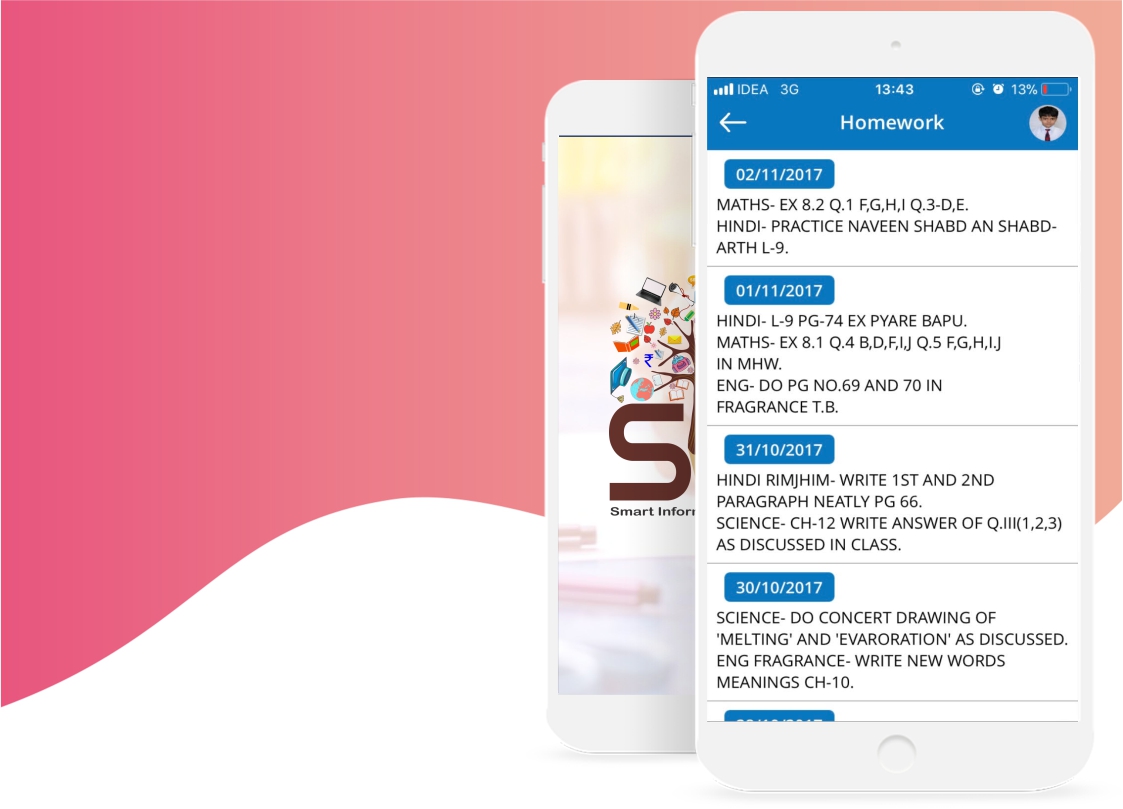 IDEA 3G 13:43 13%
Homework
02/11/2017
MATHS- EX 8.2 Q.1 F,G,H,I Q.3-D,E.
HINDI- PRACTICE NAVEEN SHABD AN SHABD-
ARTH L-9.
01/11/2017
HINDI- L-9 PG-74 EX PYARE BAPU.
MATHS- EX 8.1 Q.4 B,D,F,I,J Q.5 F,G,H,I.J
IN MHW.
ENG- DO PG NO.69 AND 70 IN
FRAGRANCE T.B.
31/10/2017
HINDI RIMJHIM- WRITE 1ST AND 2ND
PARAGRAPH NEATLY PG 66.
SCIENCE- CH-12 WRITE ANSWER OF Q.III(1,2,3)
AS DISCUSSED IN CLASS.
30/10/2017
SCIENCE- DO CONCERT DRAWING OF
'MELTING' AND 'EVARORATION' AS DISCUSSED.
ENG FRAGRANCE- WRITE NEW WORDS
MEANINGS CH-10.
₹
S
Smart Infor